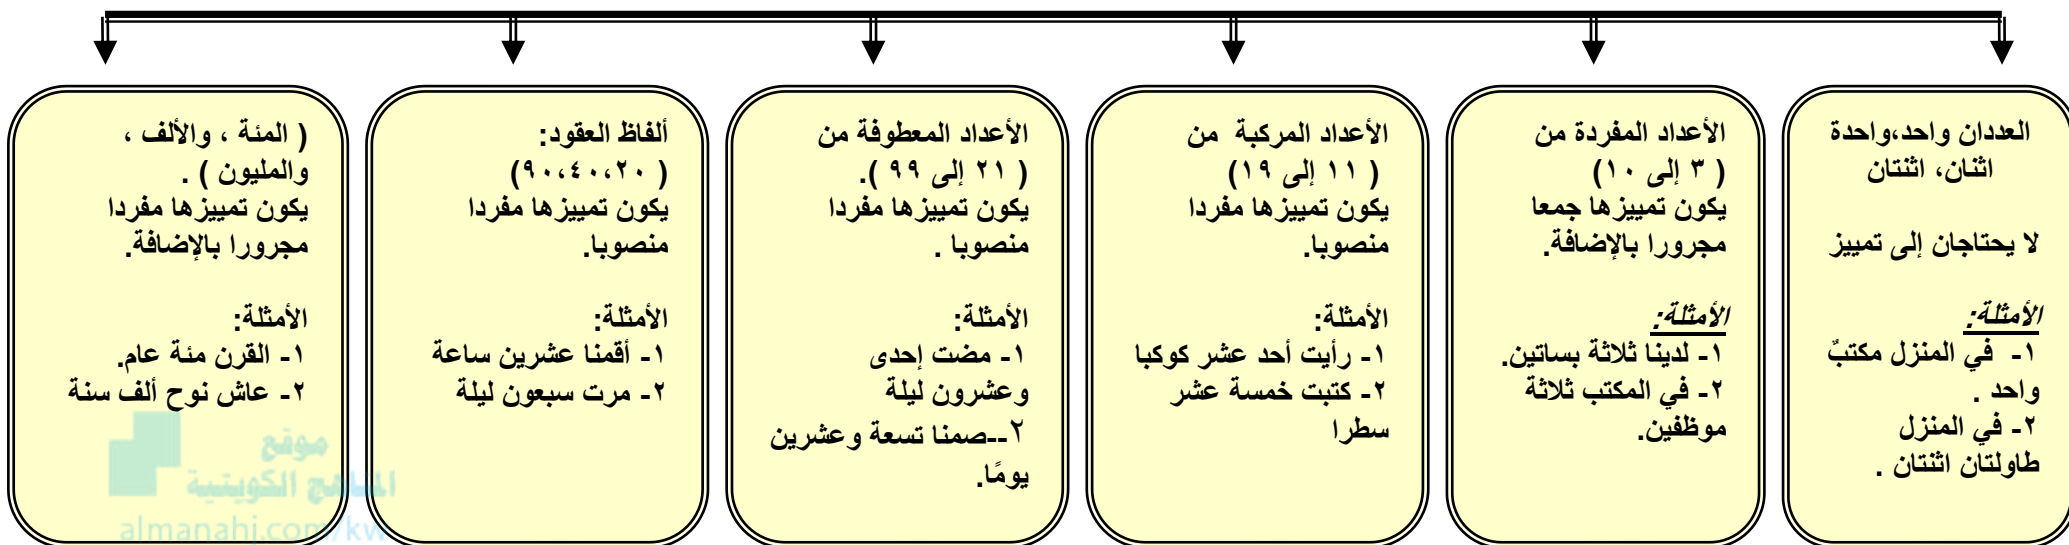 العددان واحد،واحدة
اثنان، اثنتان
لا يحتاجان إلى تمييز
الأمثلة:
١- في المنزل مكتبٌ
واحد .
٢- في المنزل
طاولتان اثنتان .
الأعداد المفردة من
( ٣ إلى ١٠)
يكون تمييزها جمعا
مجرورا بالإضافة.
الأمثلة:
١- لدينا ثلاثة بساتين.
٢- في المكتب ثلاثة
موظفين.
الأعداد المركبة من
( ١١ إلى ١٩)
يكون تمييزها مفردا
منصوبا.
الأمثلة:
١- رأيت أحد عشر كوكبا
٢- كتبت خمسة عشر
سطرا
الأعداد المعطوفة من
( ٢١ إلى ٩٩ ).
يكون تمييزها مفردا
منصوبا .
الأمثلة:
١- مضت إحدى
وعشرون ليلة
٢--صمنا تسعة وعشرين
يومًا.
ألفاظ العقود:
( ٢٠،٤٠،٩٠)
يكون تمييزها مفردا
منصوبا.
الأمثلة:
١- أقمنا عشرين ساعة
٢- مرت سبعون ليلة
( المئة ، والألف ،
والمليون ) .
يكون تمييزها مفردا
مجرورا بالإضافة.
الأمثلة:
١- القرن مئة عام.
٢- عاش نوح ألف سنة
موقع
المناهج الكويتية
almanahj.com/kw